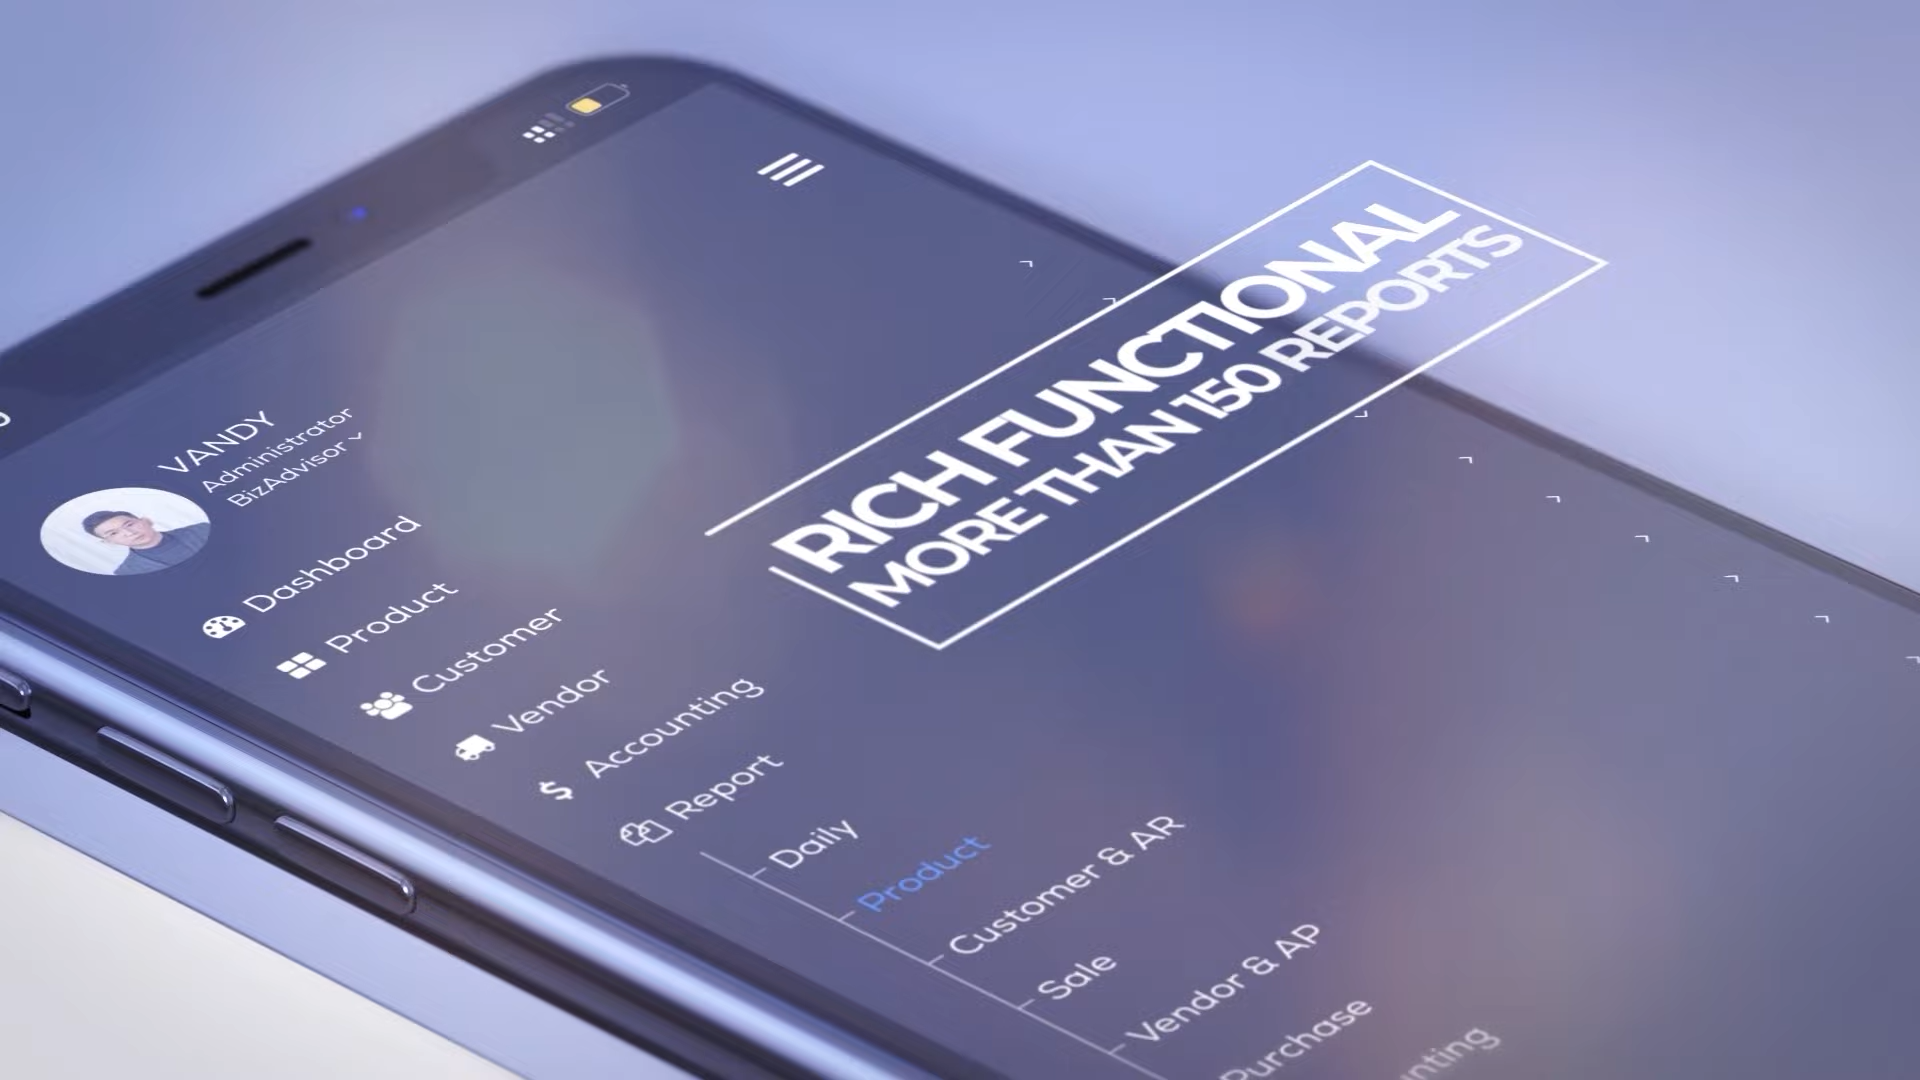 VANDY
Administrator
BizAdvisor
Dashboard
Product
Customer
Vendor
$ Accounting
Report
Daily
Product
Customer & AR
Sale
Vendor & AP
Purchase
RICH FUNCTIONAL
MORE THAN 150 REPORTS